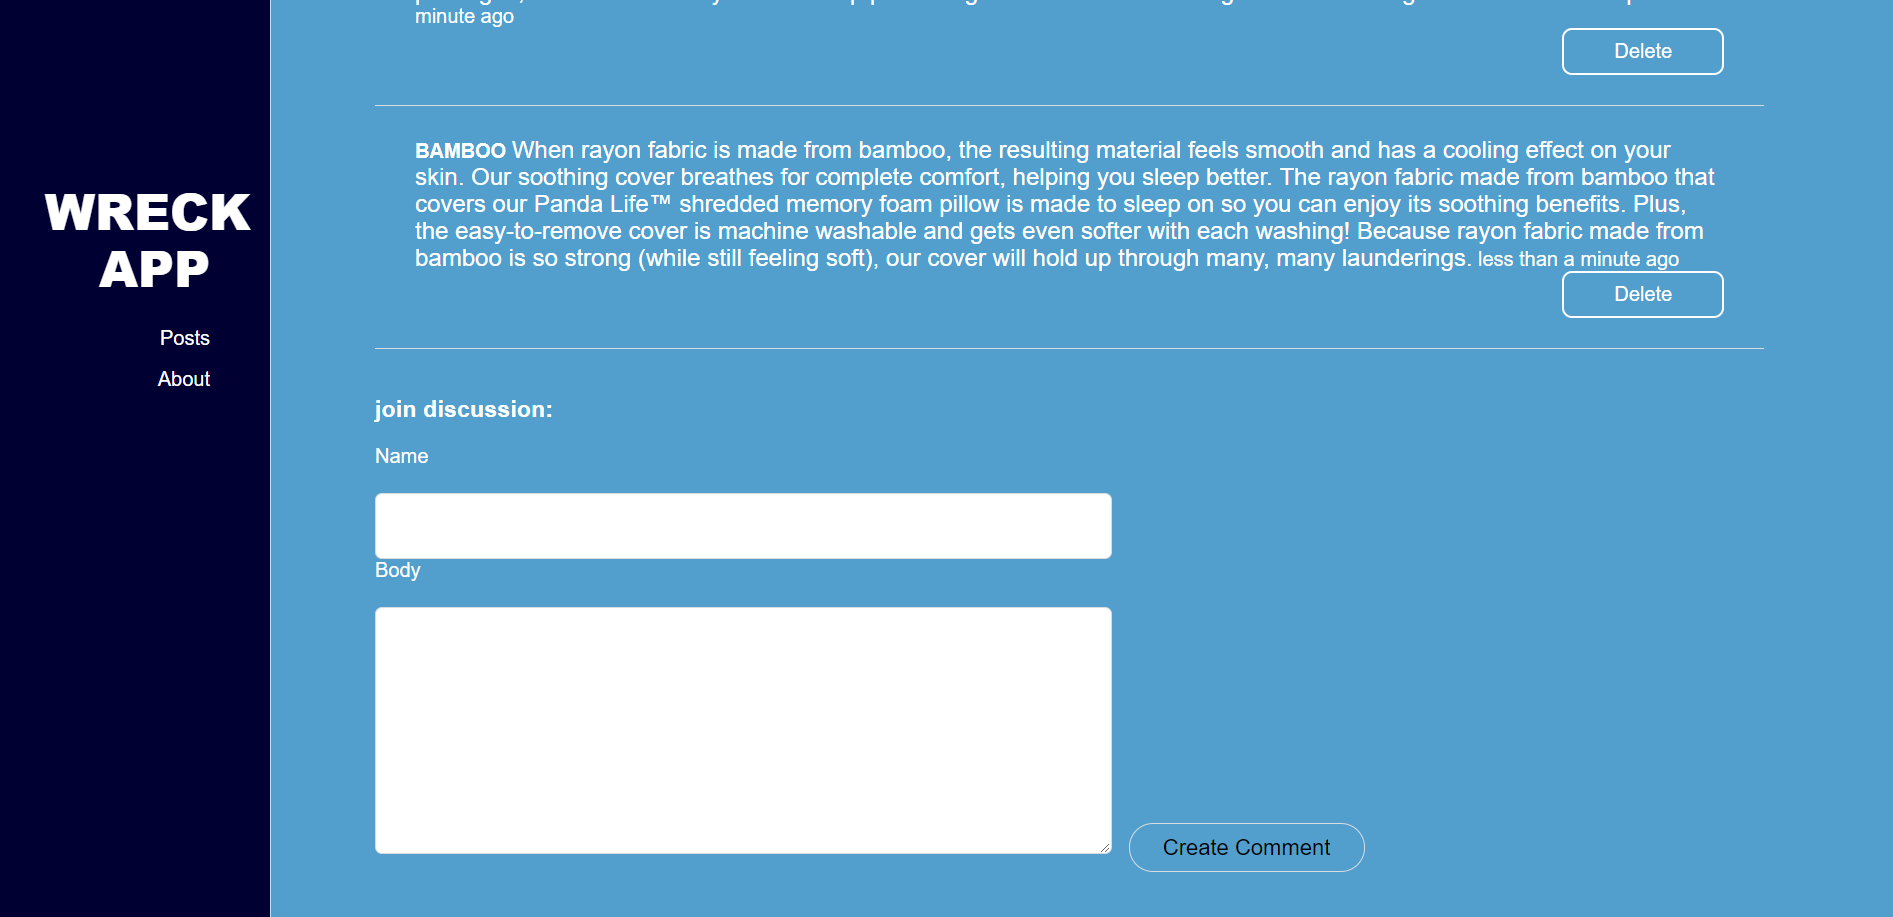 minute ago
Delete
WRECK
APP
Posts
About
BAMBOO When rayon fabric is made from bamboo, the resulting material feels smooth and has a cooling effect on your
skin. Our soothing cover breathes for complete comfort, helping you sleep better. The rayon fabric made from bamboo that
covers our Panda Life™ shredded memory foam pillow is made to sleep on so you can enjoy its soothing benefits. Plus,
the easy-to-remove cover is machine washable and gets even softer with each washing! Because rayon fabric made from
bamboo is so strong (while still feeling soft), our cover will hold up through many, many launderings. less than a minute ago
Delete
join discussion:
Name
Body
Create Comment